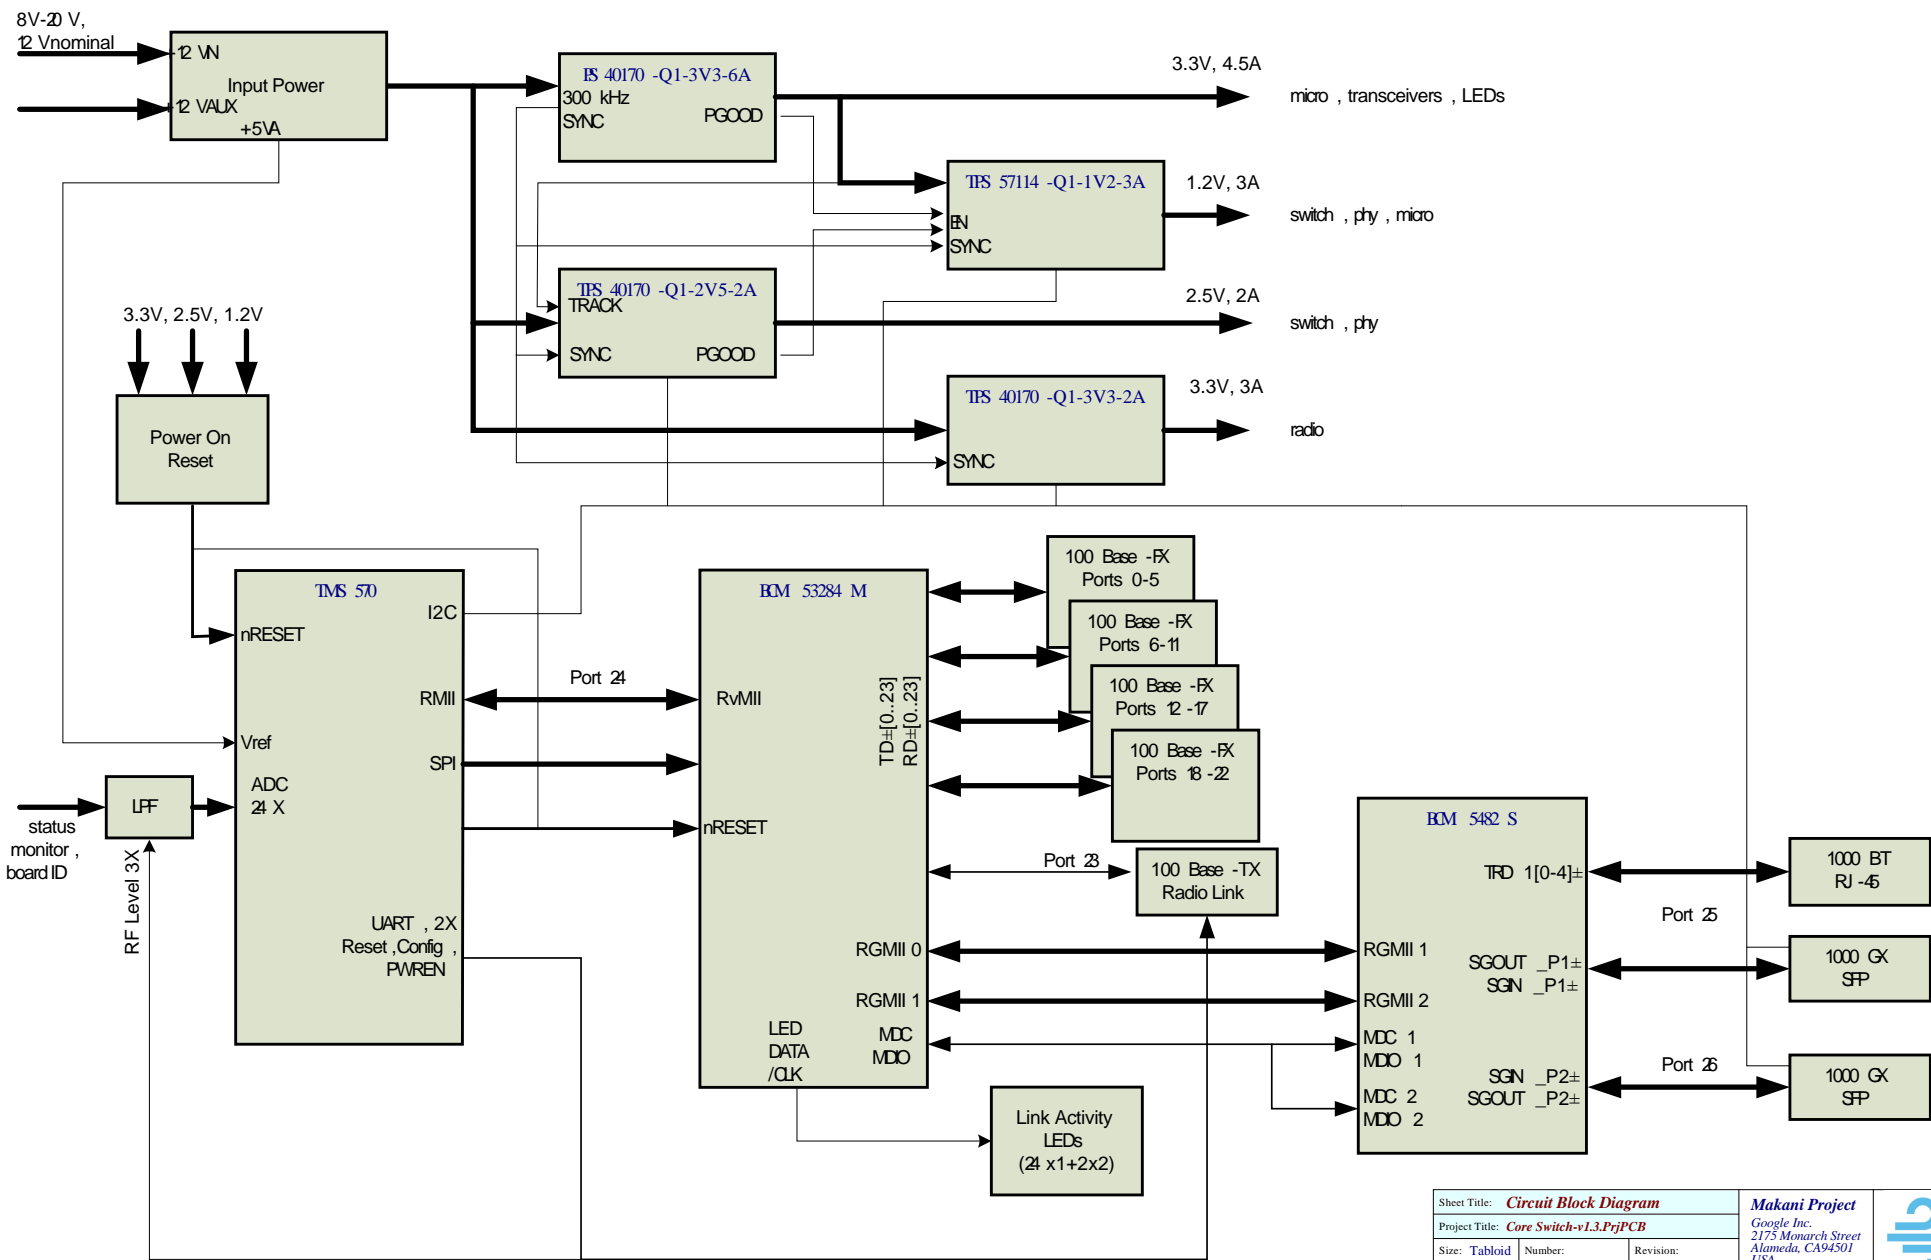 8V-20 V,
12 Vnominal
+12 VIN
Input Power
+12 VAUX
+5VA
TPS 40170 -Q1-3V3-6A
300 kHz
SYNC
PGOOD
3.3V, 4.5A
micro , transceivers , LEDs
TPS 57114 -Q1-1V2-3A
EN
SYNC
1.2V, 3A
switch , phy , micro
TPS 40170 -Q1-2V5-2A
TRACK
SYNC
PGOOD
2.5V, 2A
switch , phy
TPS 40170 -Q1-3V3-2A
SYNC
3.3V, 3A
radio
3.3V, 2.5V, 1.2V
Power On
Reset
TMS 570
I2C
nRESET
RMII
Vref
SPI
ADC
24 X
UART , 2X
Reset ,Config ,
PWREN
LPF
status
monitor ,
board ID
RF Level 3X
Port 24
BCM 53284 M
RvMII
TD±[0..23]
RD±[0..23]
nRESET
RGMII 0
RGMII 1
LED
DATA
/CLK
MDC
MDIO
100 Base -FX
Ports 0-5
100 Base -FX
Ports 6-11
100 Base -FX
Ports 12 -17
100 Base -FX
Ports 18 -22
Port 23
100 Base -TX
Radio Link
Link Activity
LEDs
(24 x1+2x2)
BCM 5482 S
TRD 1[0-4]±
RGMII 1
SGOUT _P1±
SGIN _P1±
RGMII 2
MDC 1
MDIO 1
SGIN _P2±
SGOUT _P2±
MDC 2
MDIO 2
1000 BT
RJ -45
Port 25
1000 GX
SFP
Port 26
1000 GX
SFP
Sheet Title: Circuit Block Diagram
Project Title: Core Switch-v1.3.PrjPCB
Size: Tabloid Number: Revision:
Makani Project
Google Inc.
2175 Monarch Street
Alameda, CA94501
USA